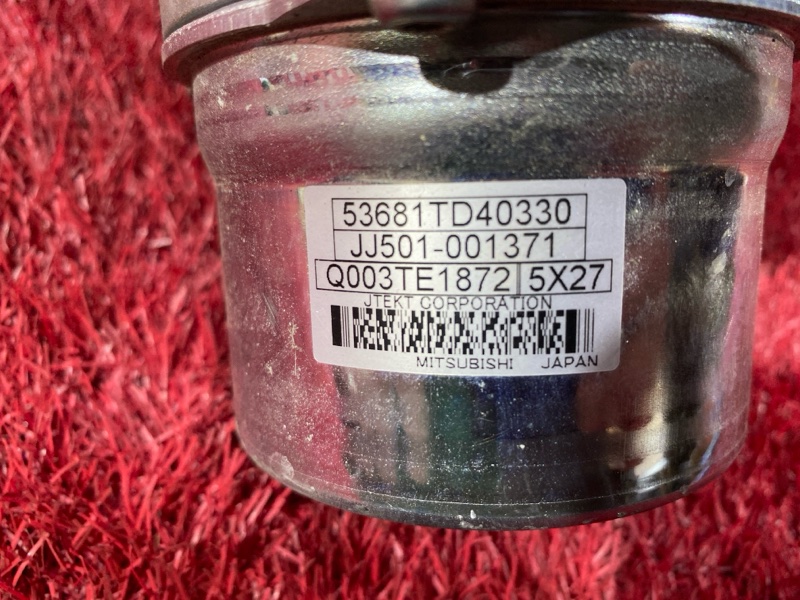 53681TD40330
JJ501-001371
Q003TE1872 5X27
JTEKT CORPORATION
MITSUBISHI JAPAN